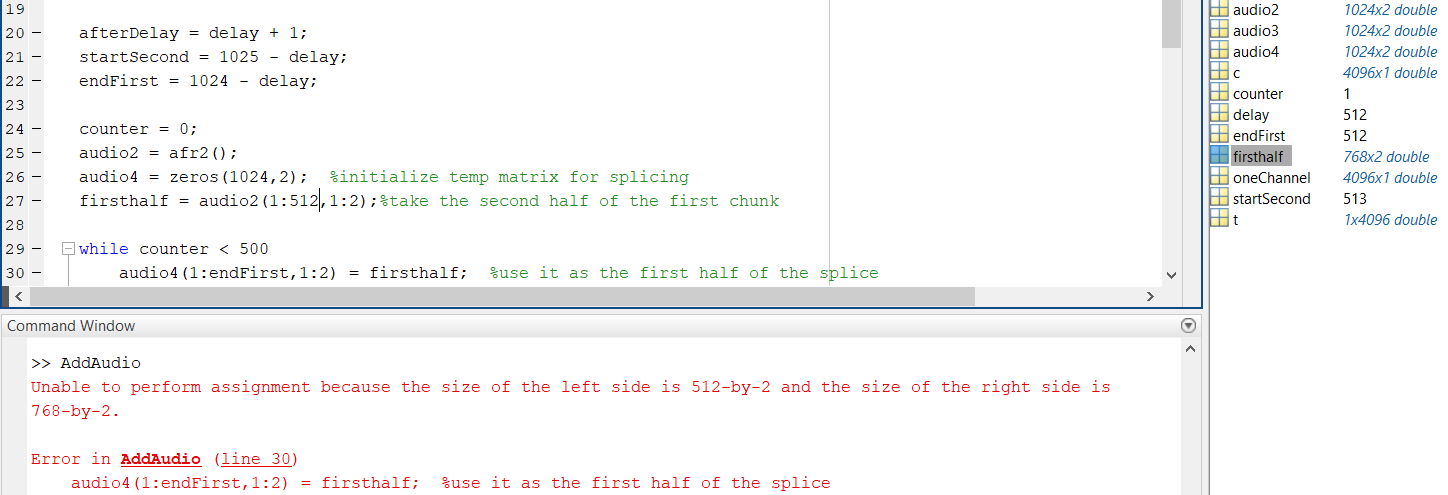 19
20 – afterDelay = delay + 1;
21 – startSecond = 1025 - delay;
22 – endFirst = 1024 - delay;
23
24 – counter = 0;
25 – audio2 = afr2();
26 – audio4 = zeros(1024,2);  %initialize temp matrix for splicing
27 – firsthalf = audio2(1:512,1:2);%take the second half of the first chunk
28
29 – while counter < 500
30 –     audio4(1:endFirst,1:2) = firsthalf;  %use it as the first half of the splice
Command Window
>> AddAudio
Unable to perform assignment because the size of the left side is 512-by-2 and the size of the right side is
768-by-2.
Error in AddAudio (line 30)
    audio4(1:endFirst,1:2) = firsthalf;  %use it as the first half of the splice
audio2 1024x2 double
audio3 1024x2 double
audio4 1024x2 double
c 4096x1 double
counter 1
delay 512
endFirst 512
firsthalf 768x2 double
oneChannel 4096x1 double
startSecond 513
t 1x4096 double